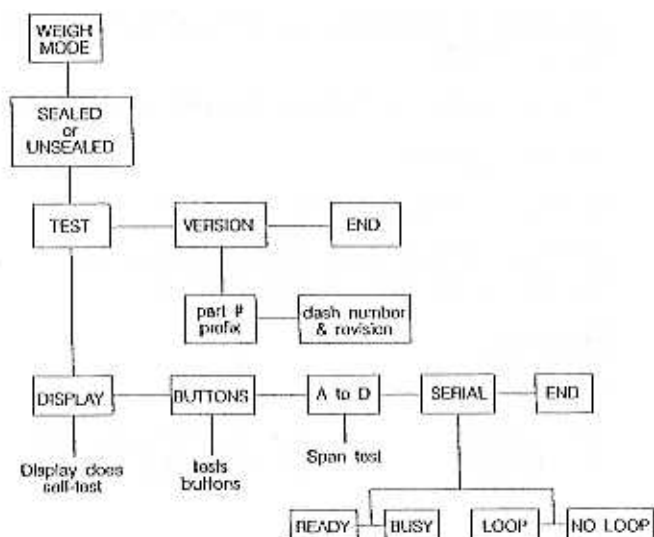 WEIGH
MODE
SEALED
or
UNSEALED
TEST
VERSION
END
part #
prefix
dash number
& revision
DISPLAY
BUTTONS
A to D
SERIAL
END
Display does
self-test
tests
buttons
Span test
READY
BUSY
LOOP
NO LOOP